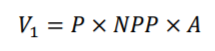 V₁ = P × NPP × A